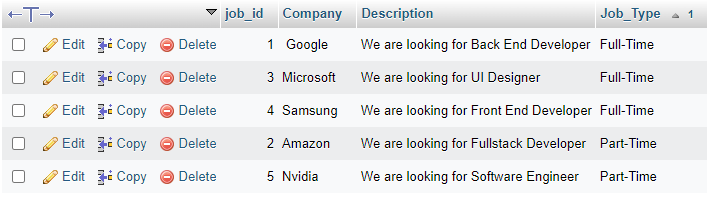 ←T→ job_id Company Description Job_Type 1
Edit Copy Delete 1 Google We are looking for Back End Developer Full-Time
Edit Copy Delete 3 Microsoft We are looking for UI Designer Full-Time
Edit Copy Delete 4 Samsung We are looking for Front End Developer Full-Time
Edit Copy Delete 2 Amazon We are looking for Fullstack Developer Part-Time
Edit Copy Delete 5 Nvidia We are looking for Software Engineer Part-Time